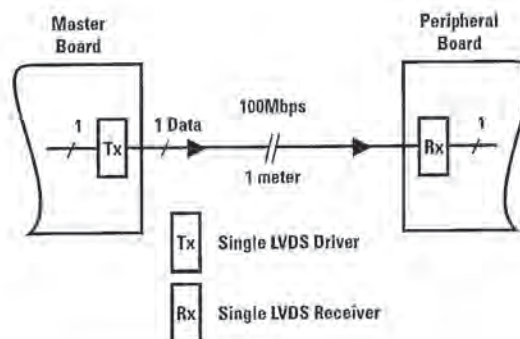 Master
Board
Peripheral
Board
1
Tx
1 Data
100Mbps
1 meter
Rx
1
Tx
Single LVDS Driver
Rx
Single LVDS Receiver